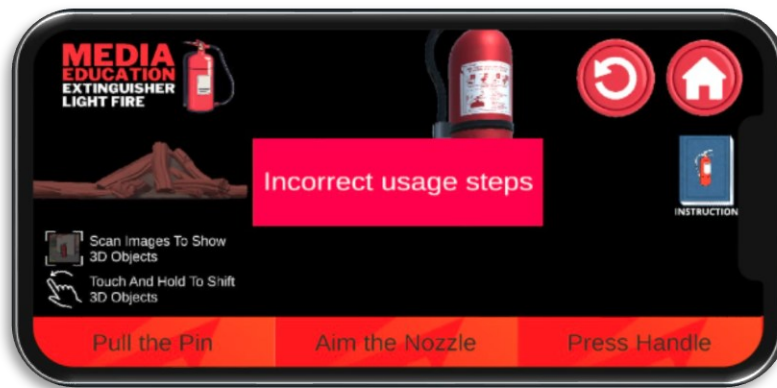 MEDIA
EDUCATION
EXTINGUISHER
LIGHT FIRE
Incorrect usage steps
INSTRUCTION
Scan Images To Show
3D Objects
Touch And Hold To Shift
3D Objects
Pull the Pin
Aim the Nozzle
Press Handle